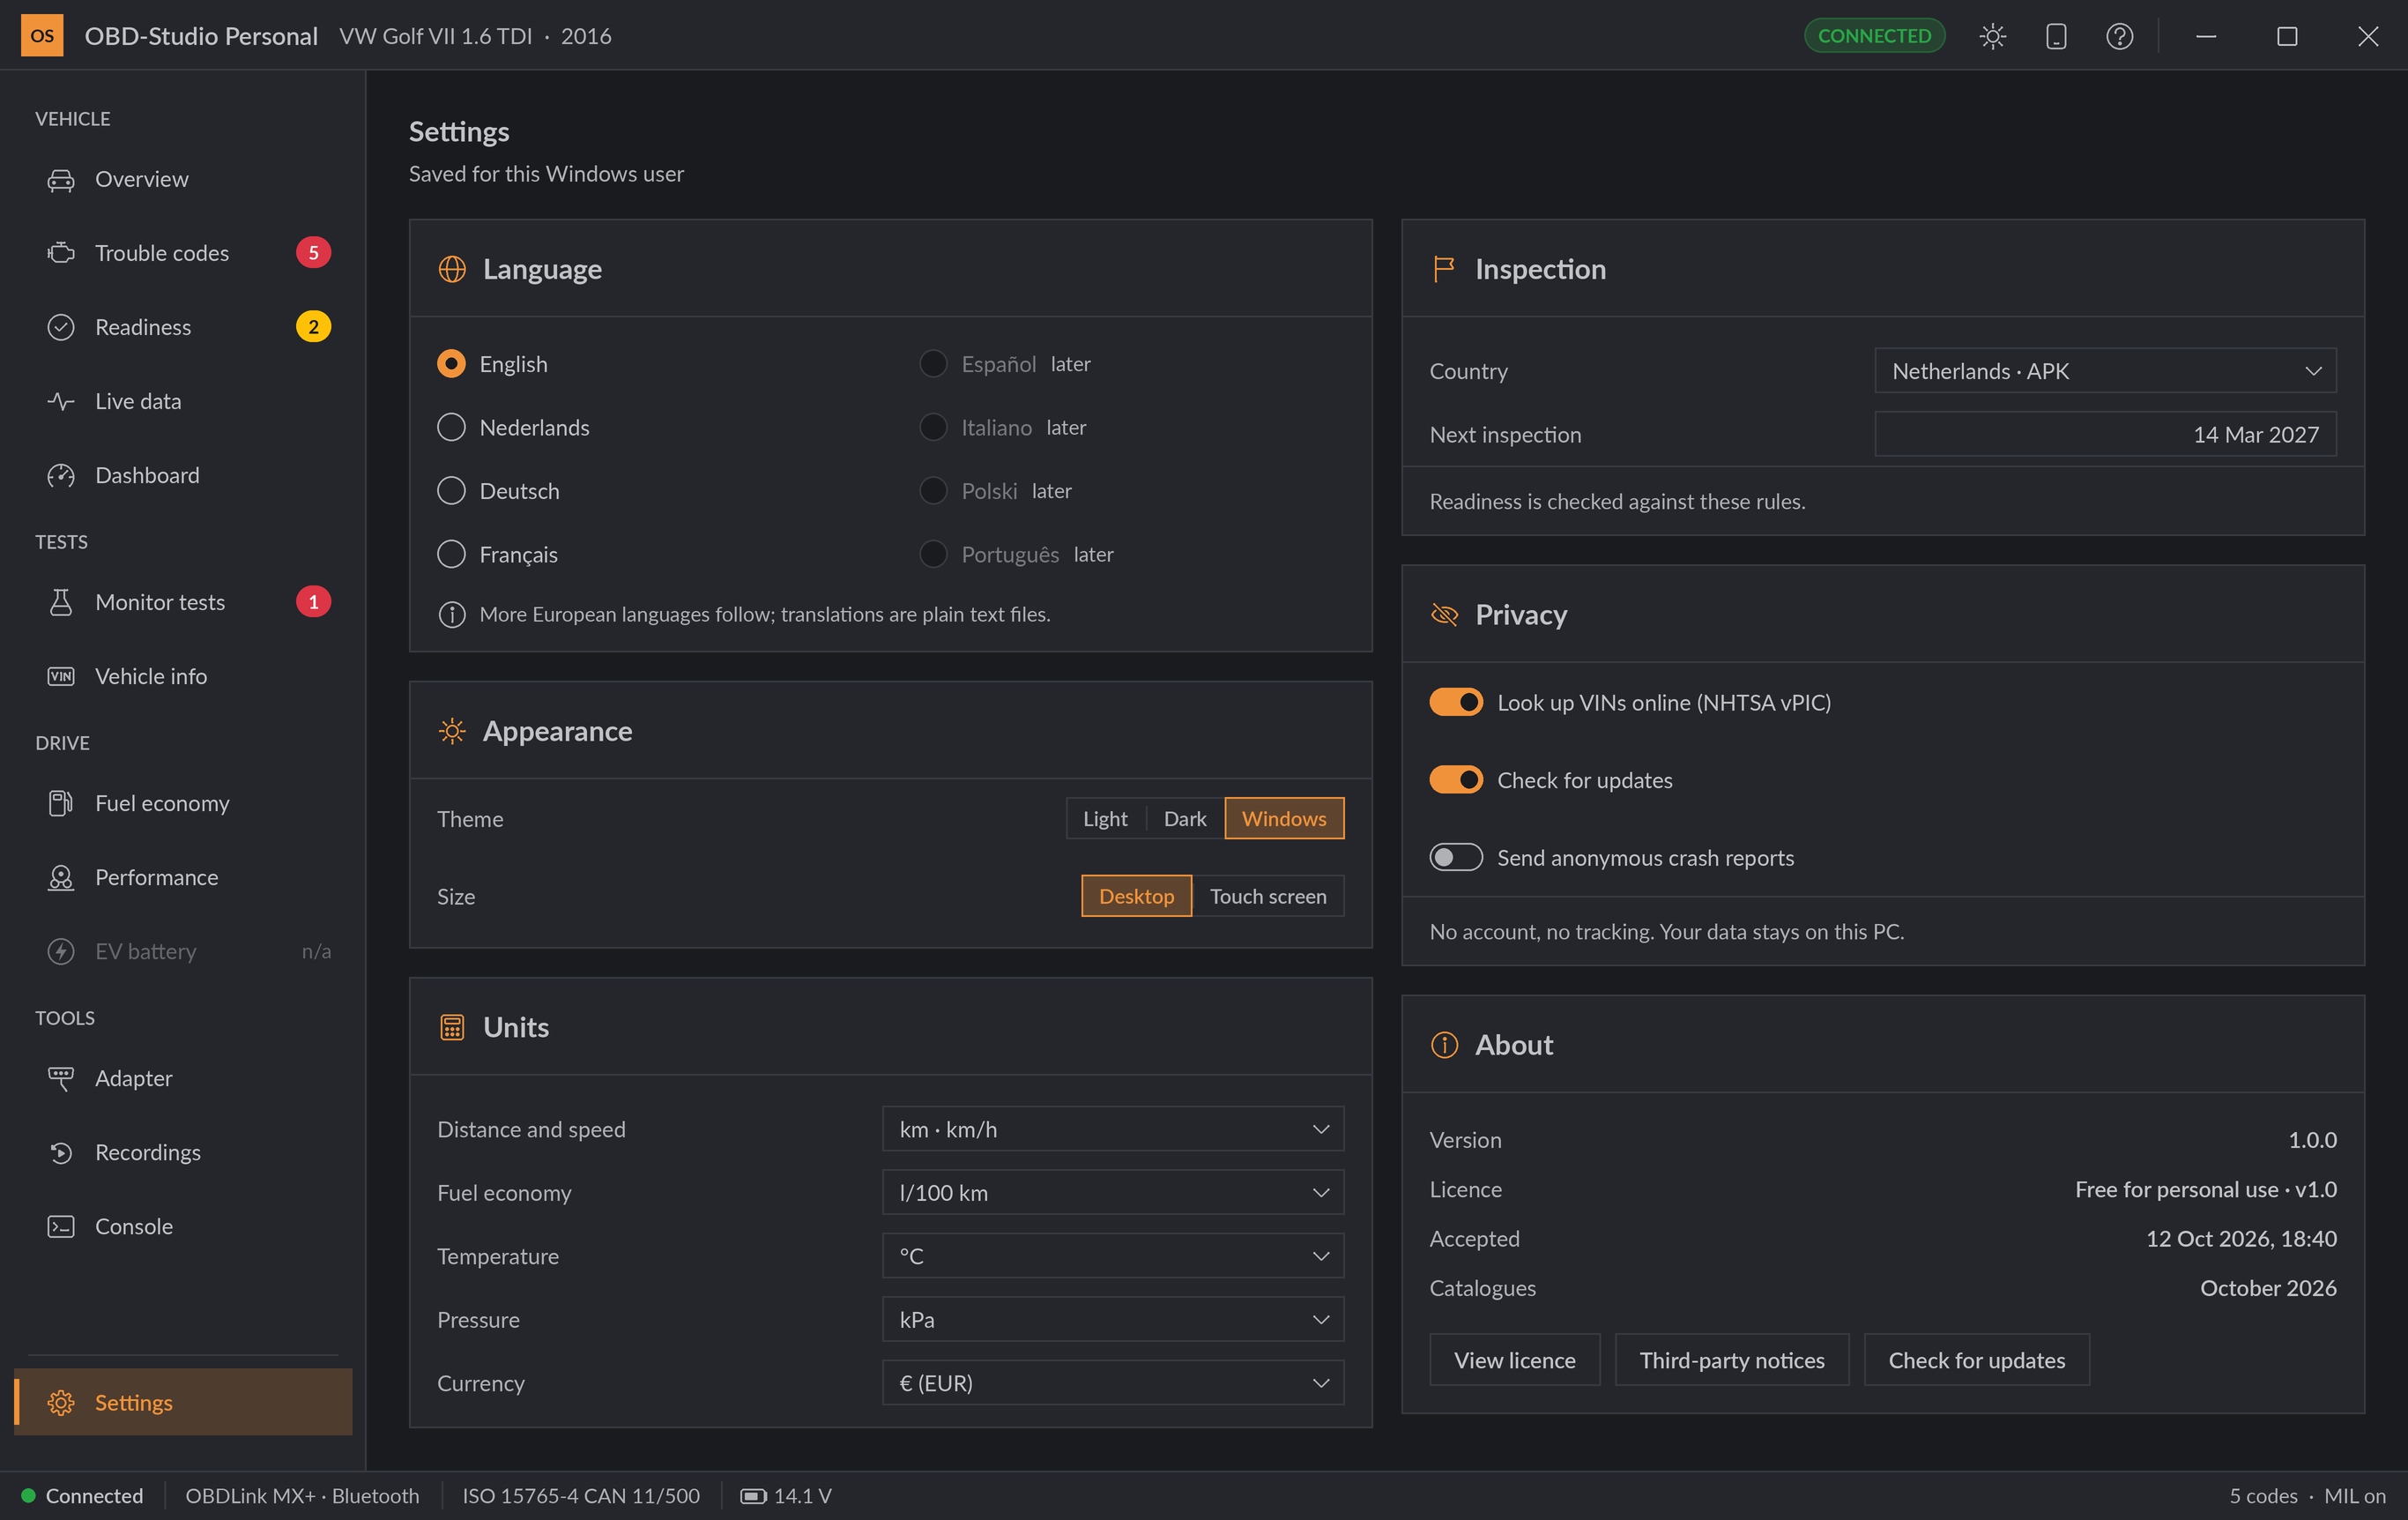 OS OBD-Studio Personal VW Golf VII 1.6 TDI · 2016 CONNECTED
VEHICLE
Overview
Trouble codes 5
Readiness 2
Live data
Dashboard
TESTS
Monitor tests 1
VIN Vehicle info
DRIVE
Fuel economy
Performance
EV battery n/a
TOOLS
Adapter
Recordings
Console
Settings
Settings
Saved for this Windows user
Language
English
Nederlands
Deutsch
Français
Español later
Italiano later
Polski later
Português later
More European languages follow; translations are plain text files.
Appearance
Theme Light Dark Windows
Size Desktop Touch screen
Units
Distance and speed km · km/h
Fuel economy l/100 km
Temperature °C
Pressure kPa
Currency € (EUR)
Inspection
Country Netherlands · APK
Next inspection 14 Mar 2027
Readiness is checked against these rules.
Privacy
Look up VINs online (NHTSA vPIC)
Check for updates
Send anonymous crash reports
No account, no tracking. Your data stays on this PC.
About
Version 1.0.0
Licence Free for personal use · v1.0
Accepted 12 Oct 2026, 18:40
Catalogues October 2026
View licence Third-party notices Check for updates
Connected OBDLink MX+ · Bluetooth ISO 15765-4 CAN 11/500 14.1 V 5 codes · MIL on